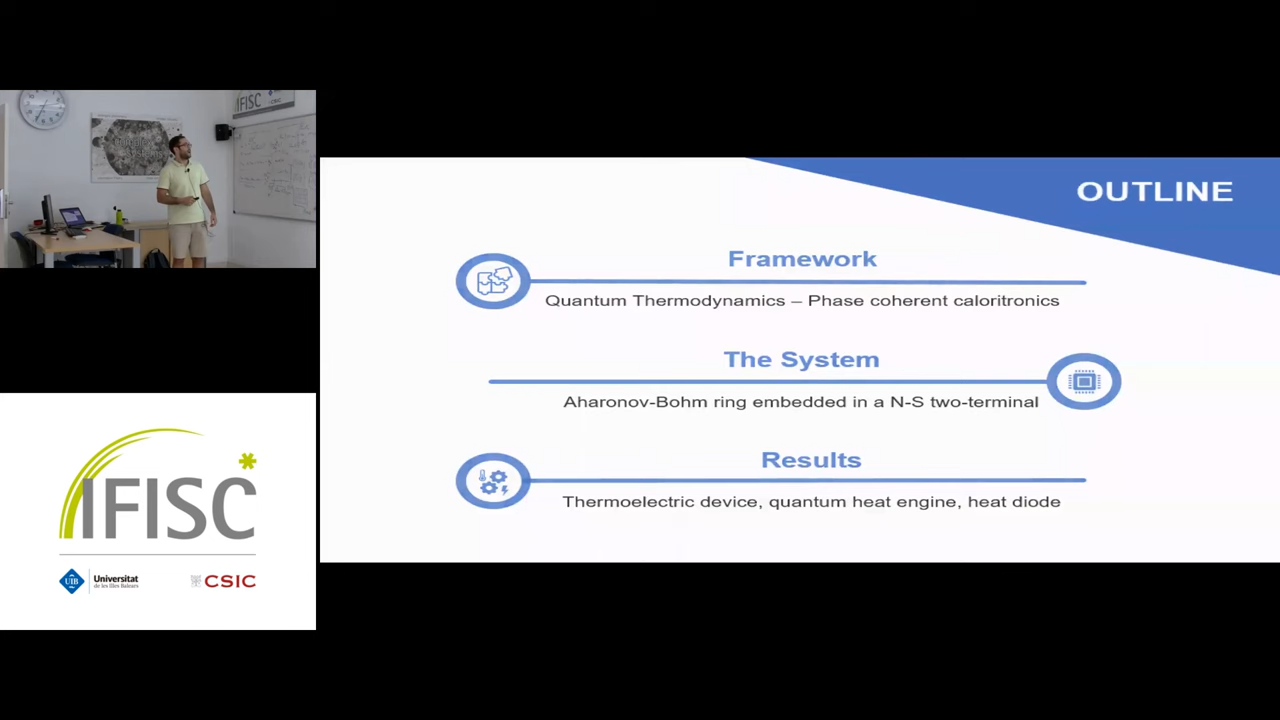 IFISC
OUTLINE
Framework
Quantum Thermodynamics – Phase coherent caloritronics
The System
Aharonov-Bohm ring embedded in a N-S two-terminal
Results
Thermoelectric device, quantum heat engine, heat diode
IFISC
UIB
Universitat
de les Illes Balears
CSIC